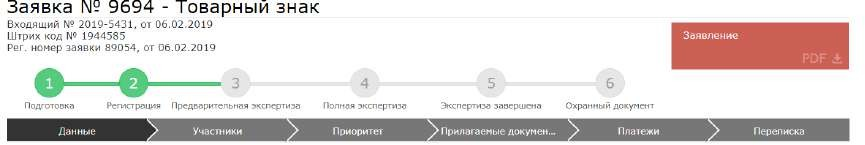 Заявка № 9694 - Товарный знак
Входящий № 2019-5431, от 06.02.2019
Штрих код № 1944585
Рег. номер заявки 89054, от 06.02.2019
Заявление
PDF
1 2 3 4 5 6
Подготовка Регистрация Предварительная экспертиза Полная экспертиза Экспертиза завершена Охранный документ
Данные Участники Приоритет Прилагаемые докумен... Платежи Переписка